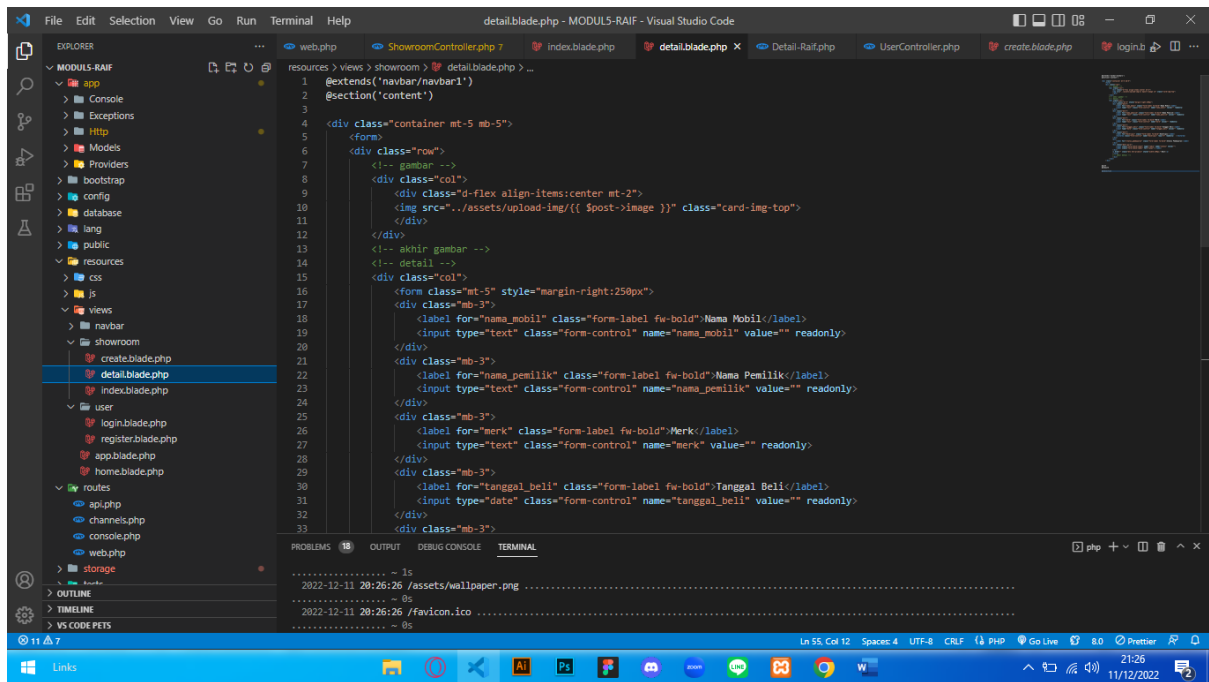 File Edit Selection View Go Run Terminal Help
detail.blade.php - MODUL5-RAIF - Visual Studio Code
EXPLORER
web.php
ShowroomController.php 7
index.blade.php
detail.blade.php
Detail-Raif.php
UserController.php
create.blade.php
login.b
MODUL5-RAIF
app
Console
Exceptions
Http
Models
Providers
bootstrap
config
database
lang
public
resources
css
js
views
navbar
showroom
create.blade.php
detail.blade.php
index.blade.php
user
login.blade.php
register.blade.php
app.blade.php
home.blade.php
routes
api.php
channels.php
console.php
web.php
storage
tests
OUTLINE
TIMELINE
VS CODE PETS
resources > views > showroom > detail.blade.php > ...
1 @extends('navbar/navbar1')
2 @section('content')
3
4 <div class="container mt-5 mb-5">
5 <form>
6 <div class="row">
7 <!-- gambar -->
8 <div class="col">
9 <div class="d-flex align-items:center mt-2">
10 <img src="../assets/upload-img/{{ $post->image }}" class="card-img-top">
11 </div>
12 </div>
13 <!-- akhir gambar -->
14 <!-- detail -->
15 <div class="col">
16 <form class="mt-5" style="margin-right:250px">
17 <div class="mb-3">
18 <label for="nama_mobil" class="form-label fw-bold">Nama Mobil</label>
19 <input type="text" class="form-control" name="nama_mobil" value="" readonly>
20 </div>
21 <div class="mb-3">
22 <label for="nama_pemilik" class="form-label fw-bold">Nama Pemilik</label>
23 <input type="text" class="form-control" name="nama_pemilik" value="" readonly>
24 </div>
25 <div class="mb-3">
26 <label for="merk" class="form-label fw-bold">Merk</label>
27 <input type="text" class="form-control" name="merk" value="" readonly>
28 </div>
29 <div class="mb-3">
30 <label for="tanggal_beli" class="form-label fw-bold">Tanggal Beli</label>
31 <input type="date" class="form-control" name="tanggal_beli" value="" readonly>
32 </div>
33 <div class="mb-3">
PROBLEMS 18 OUTPUT DEBUG CONSOLE TERMINAL
php
.................. ~ 1s
2022-12-11 20:26:26 /assets/wallpaper.png ...........................................................................
.................. ~ 0s
2022-12-11 20:26:26 /favicon.ico ...................................................................................
.................. ~ 0s
11 7
Ln 55, Col 12 Spaces: 4 UTF-8 CRLF PHP Go Live 8.0 Prettier
Links
Ai
Ps
zoom
LINE
W
21:26
11/12/2022
2